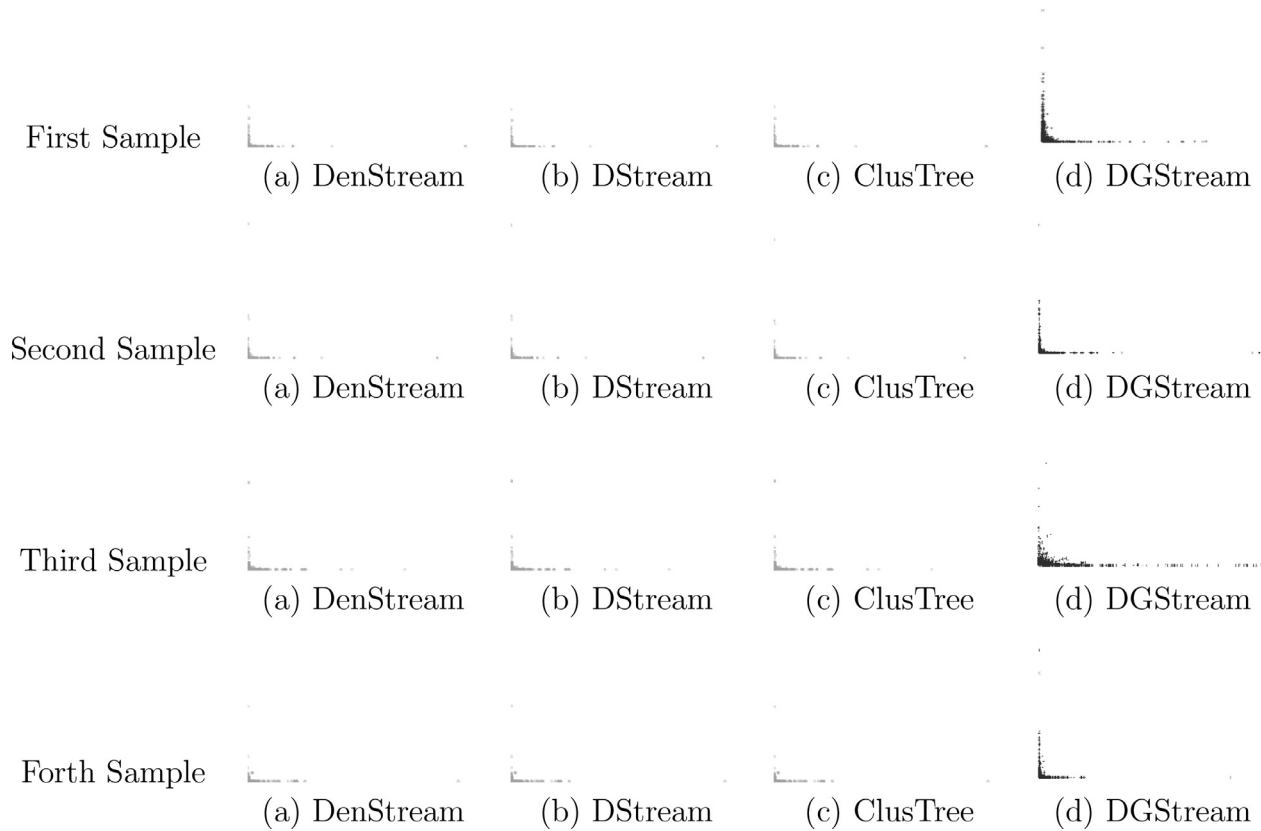 First Sample
(a) DenStream (b) DStream (c) ClusTree (d) DGStream
Second Sample
(a) DenStream (b) DStream (c) ClusTree (d) DGStream
Third Sample
(a) DenStream (b) DStream (c) ClusTree (d) DGStream
Forth Sample
(a) DenStream (b) DStream (c) ClusTree (d) DGStream